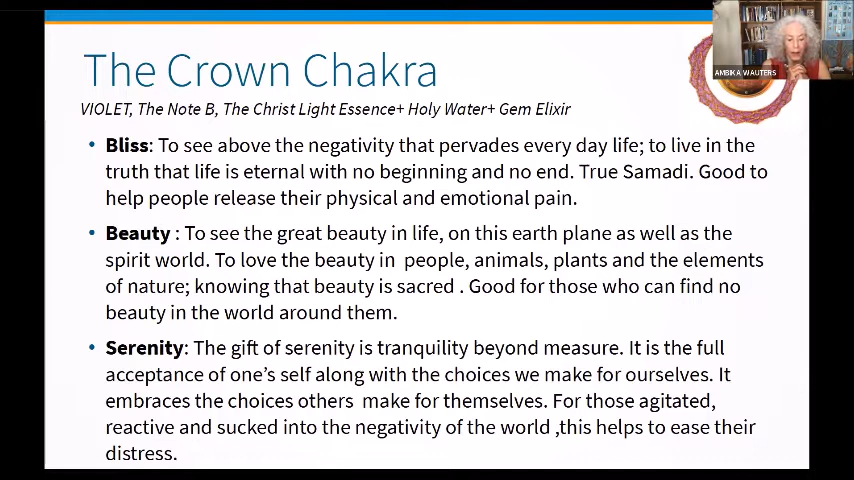 The Crown Chakra
AMBIKA WAUTERS
VIOLET, The Note B, The Christ Light Essence+ Holy Water+ Gem Elixir
• Bliss: To see above the negativity that pervades every day life; to live in the
truth that life is eternal with no beginning and no end. True Samadi. Good to
help people release their physical and emotional pain.
• Beauty : To see the great beauty in life, on this earth plane as well as the
spirit world. To love the beauty in people, animals, plants and the elements
of nature; knowing that beauty is sacred . Good for those who can find no
beauty in the world around them.
• Serenity: The gift of serenity is tranquility beyond measure. It is the full
acceptance of one's self along with the choices we make for ourselves. It
embraces the choices others make for themselves. For those agitated,
reactive and sucked into the negativity of the world ,this helps to ease their
distress.